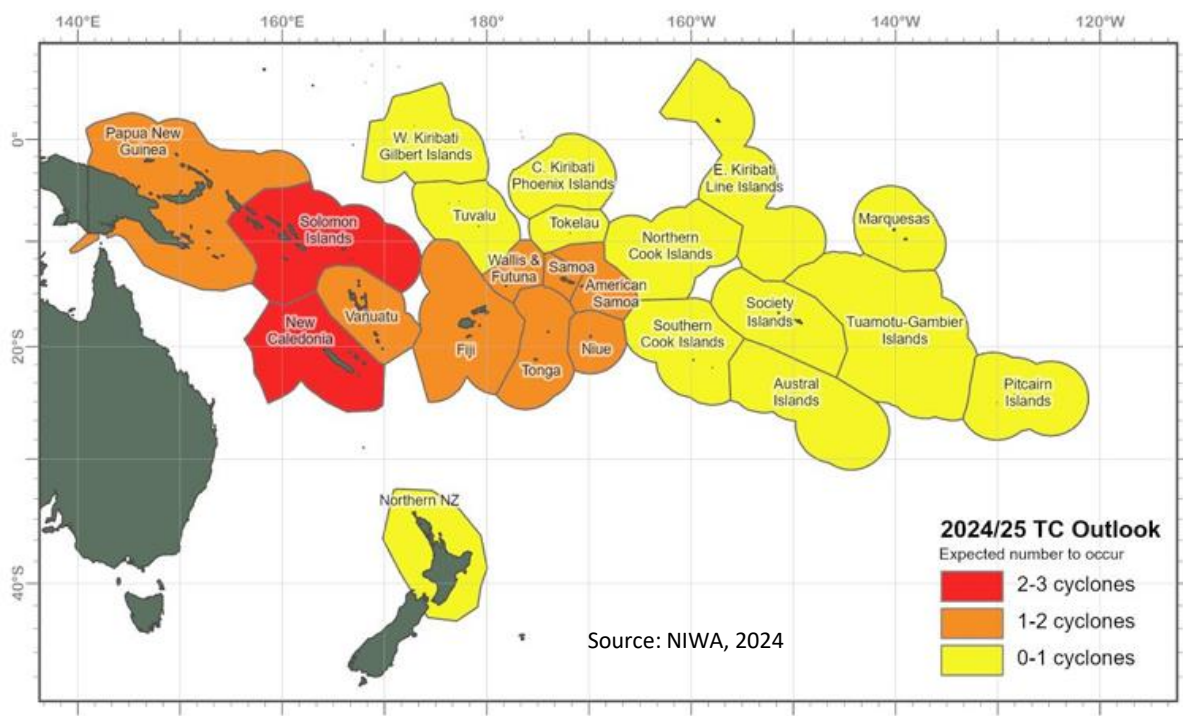 140°E 160°E 180° 160°W 140°W 120°W
0°
20°S
40°S
Papua New
Guinea
Solomon
Islands
New
Caledonia
Vanuatu
W. Kiribati
Gilbert Islands
Tuvalu
C. Kiribati
Phoenix Islands
Tokelau
Wallis &
Futuna
Samoa
American
Samoa
Fiji
Tonga
Niue
E. Kiribati
Line Islands
Northern
Cook Islands
Southern
Cook Islands
Society
Islands
Austral
Islands
Marquesas
Tuamotu-Gambier
Islands
Pitcairn
Islands
Northern NZ
Source: NIWA, 2024
2024/25 TC Outlook
Expected number to occur
2-3 cyclones
1-2 cyclones
0-1 cyclones